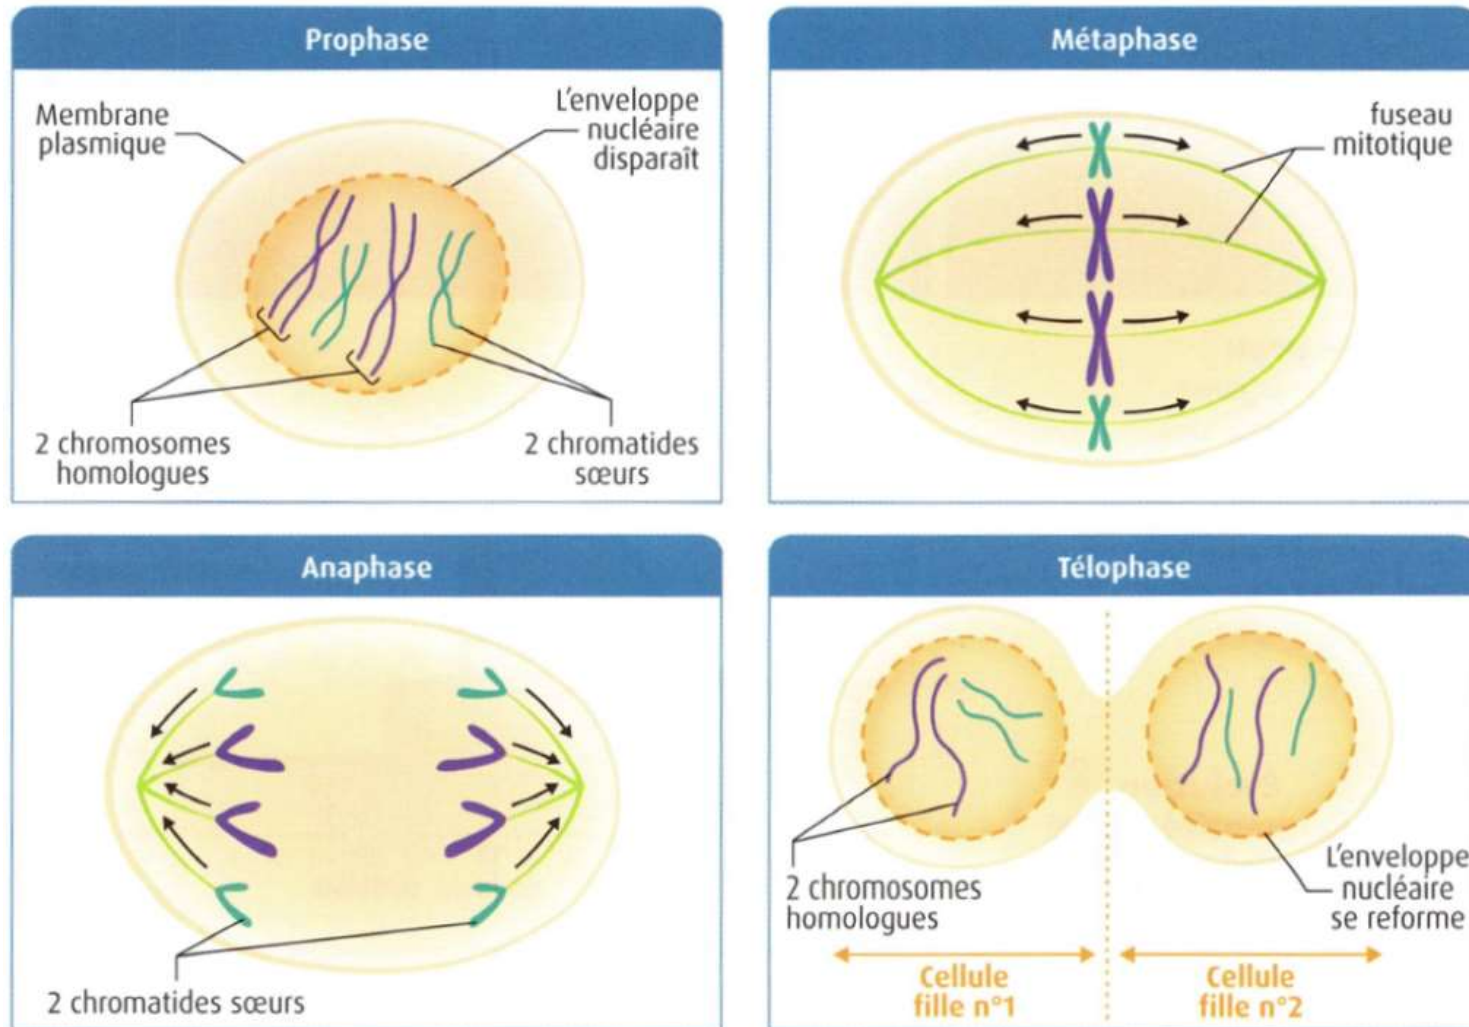 Prophase
Membrane
plasmique
L'enveloppe
nucléaire
disparaît
2 chromosomes
homologues
2 chromatides
sœurs
Métaphase
fuseau
mitotique
Anaphase
2 chromatides sœurs
Télophase
2 chromosomes
homologues
L'enveloppe
nucléaire
se reforme
Cellule
fille n°1
Cellule
fille n°2